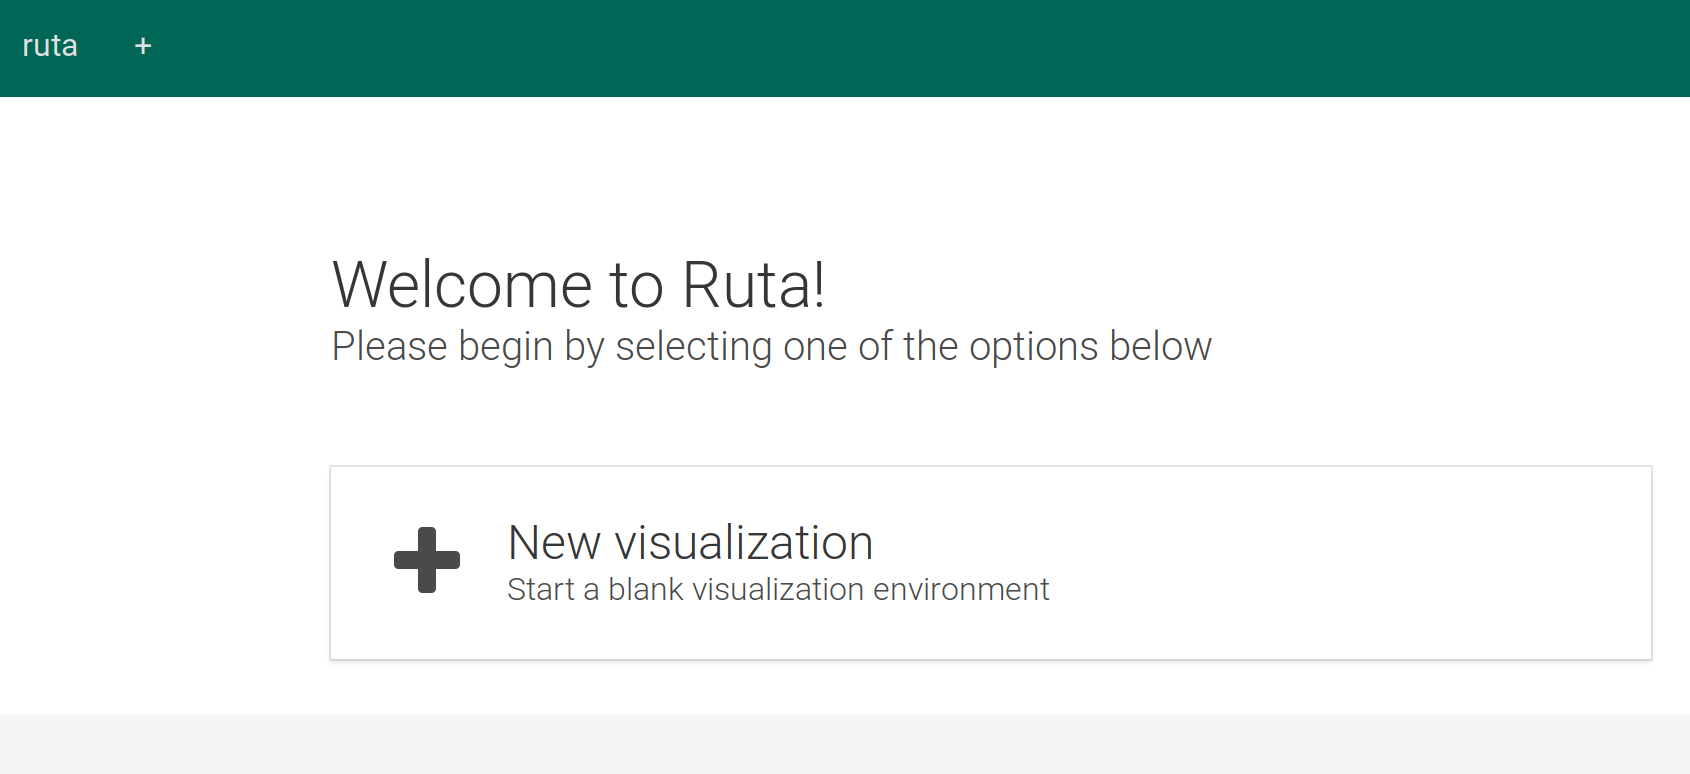 ruta +
Welcome to Ruta!
Please begin by selecting one of the options below
New visualization
Start a blank visualization environment